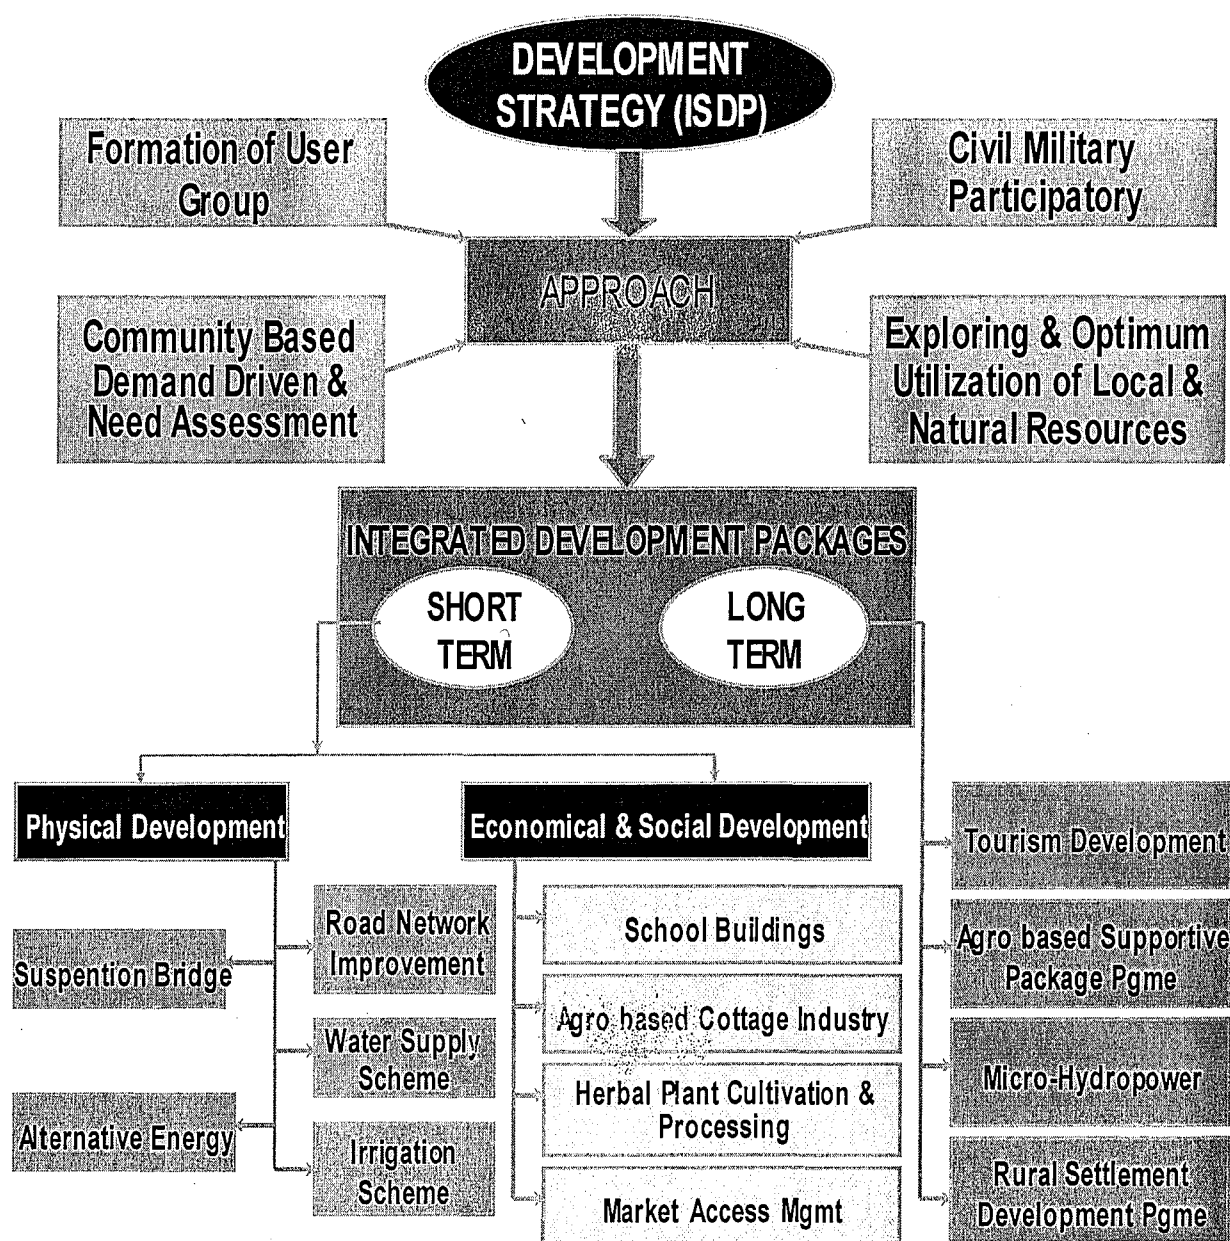 DEVELOPMENT
STRATEGY (ISDP)
Formation of User
Group
Civil Military
Participatory
APPROACH
Community Based
Demand Driven &
Need Assessment
Exploring & Optimum
Utilization of Local &
Natural Resources
INTEGRATED DEVELOPMENT PACKAGES
SHORT
TERM
LONG
TERM
Physical Development
Economical & Social Development
Suspention Bridge
Alternative Energy
Road Network
Improvement
Water Supply
Scheme
Irrigation
Scheme
School Buildings
Agro based Cottage Industry
Herbal Plant Cultivation &
Processing
Market Access Mgmt
Tourism Development
Agro based Supportive
Package Pgme
Micro-Hydropower
Rural Settlement
Development Pgme